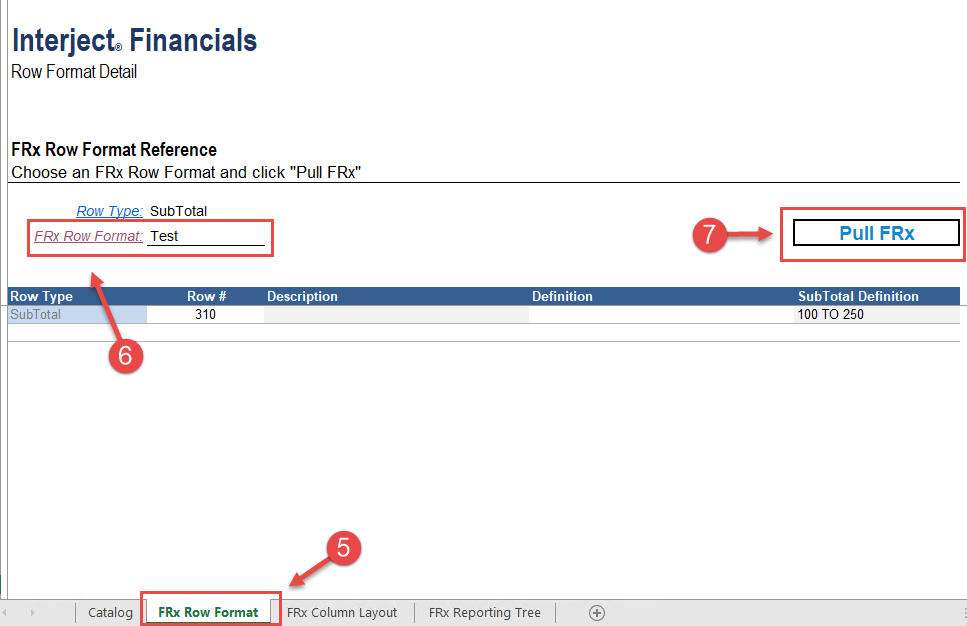 Interject® Financials
Row Format Detail
FRx Row Format Reference
Choose an FRx Row Format and click "Pull FRx"
Row Type: SubTotal
FRx Row Format: Test
7
Pull FRx
Row Type Row # Description Definition SubTotal Definition
SubTotal 310 100 TO 250
6
5
Catalog FRx Row Format FRx Column Layout FRx Reporting Tree